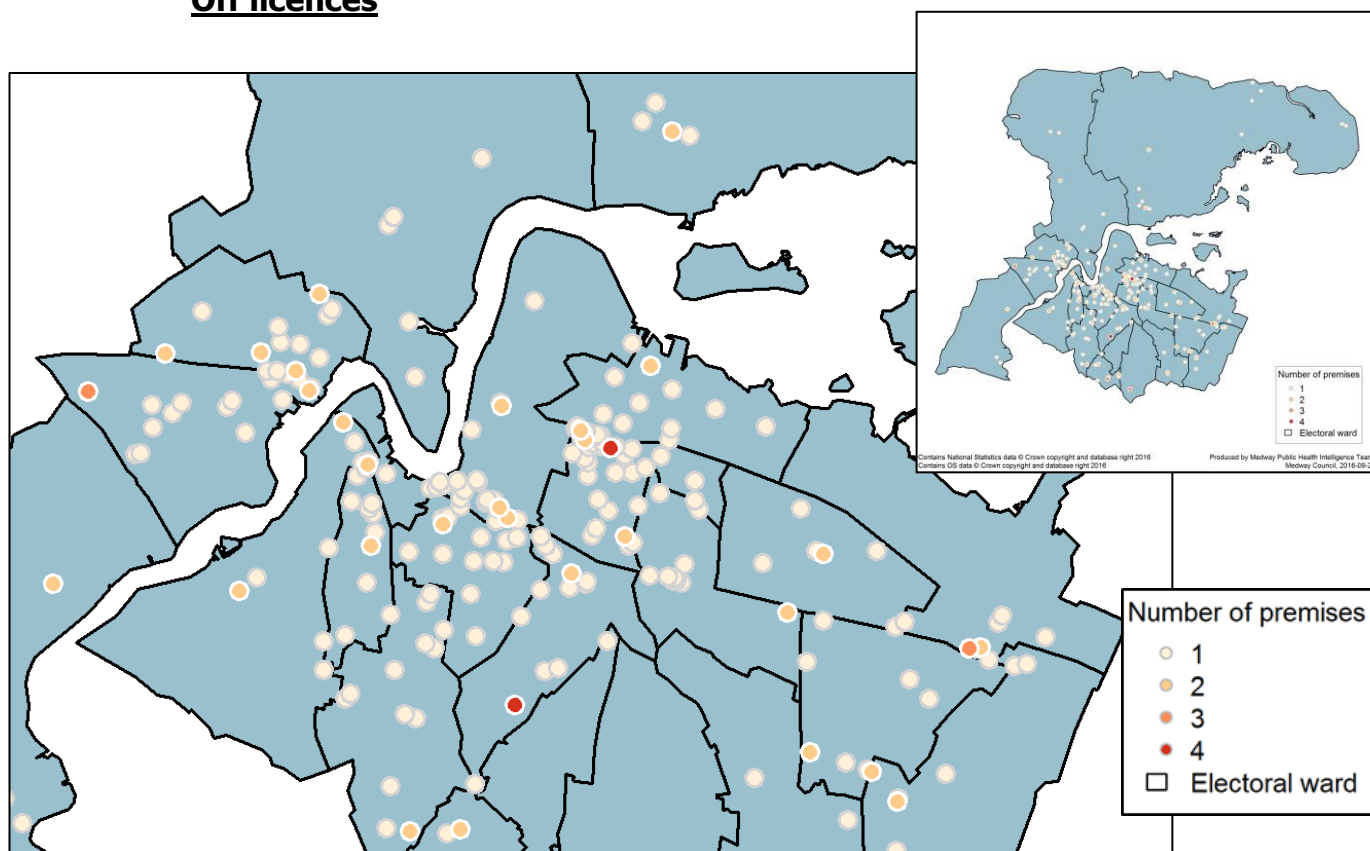 Off licences
Number of premises
1
2
3
4
Electoral ward
Contains National Statistics data © Crown copyright and database right 2016
Contains OS data © Crown copyright and database right 2016
Produced by Medway Public Health Intelligence Team
Medway Council, 2016-09-2
Number of premises
1
2
3
4
Electoral ward